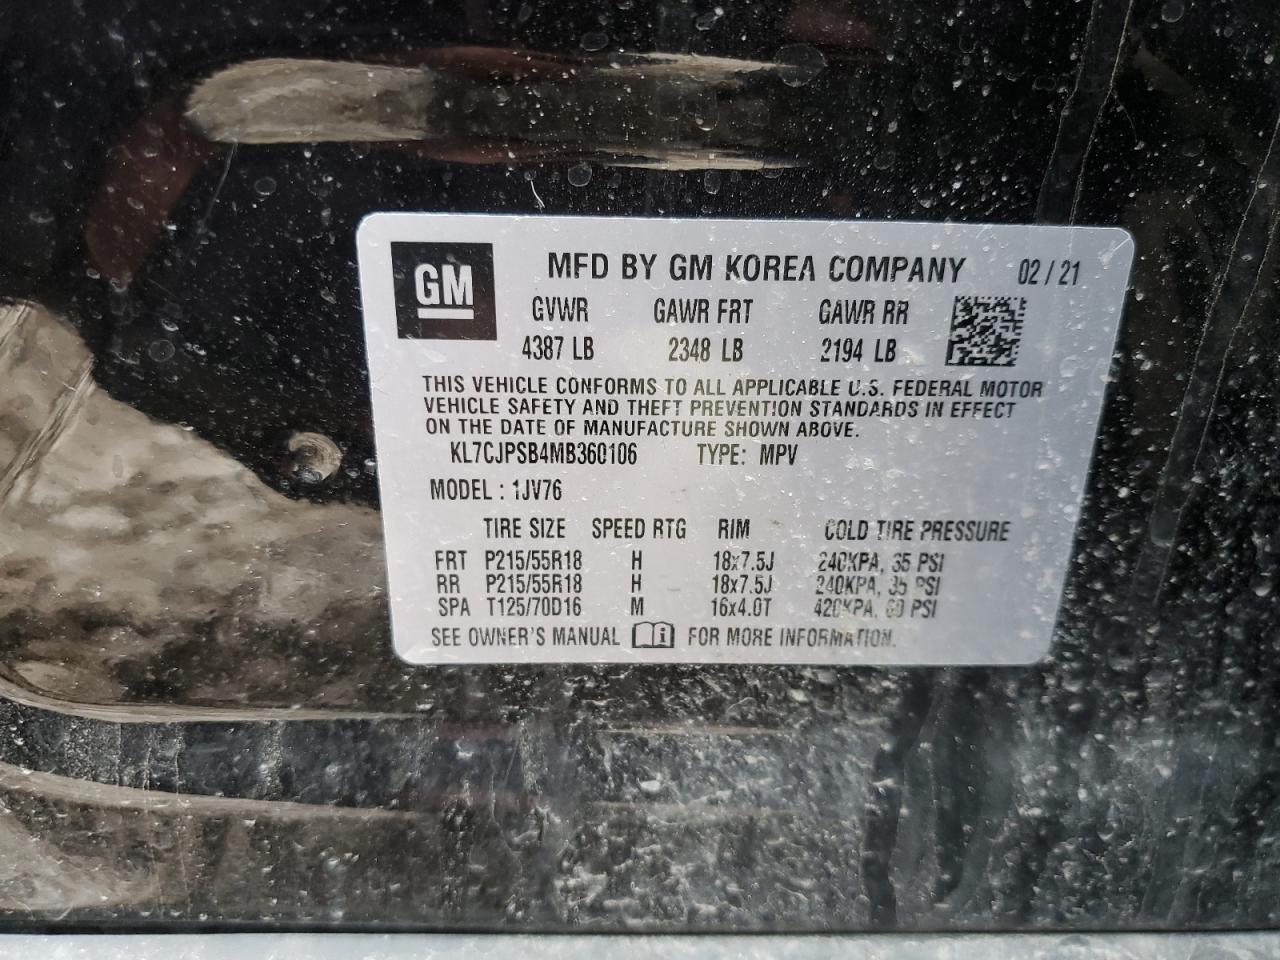 GM
MFD BY GM KOREA COMPANY 02 / 21
GVWR GAWR FRT GAWR RR
4387 LB 2348 LB 2194 LB
THIS VEHICLE CONFORMS TO ALL APPLICABLE U.S. FEDERAL MOTOR
VEHICLE SAFETY AND THEFT PREVENTION STANDARDS IN EFFECT
ON THE DATE OF MANUFACTURE SHOWN ABOVE.
KL7CJPSB4MB360106 TYPE: MPV
MODEL : 1JV76
TIRE SIZE SPEED RTG RIM COLD TIRE PRESSURE
FRT P215/55R18 H 18x7.5J 240KPA, 35 PSI
RR P215/55R18 H 18x7.5J 240KPA, 35 PSI
SPA T125/70D16 M 16x4.0T 420KPA, 60 PSI
SEE OWNER'S MANUAL FOR MORE INFORMATION.